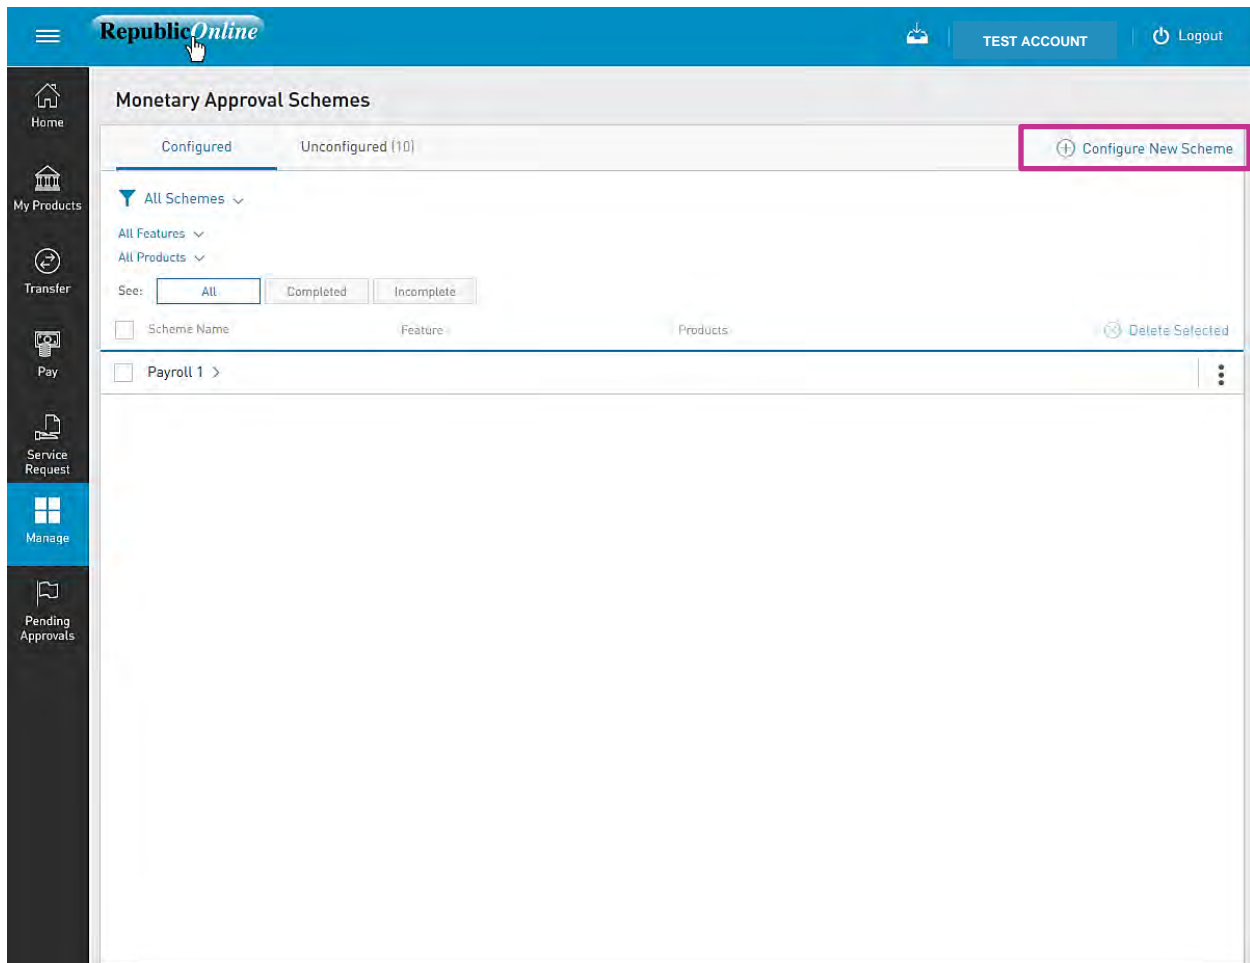 RepublicOnline
TEST ACCOUNT
Logout
Home
My Products
Transfer
Pay
Service
Request
Manage
Pending
Approvals
Monetary Approval Schemes
Configured
Unconfigured (10)
Configure New Scheme
All Schemes
All Features
All Products
See:
All
Completed
Incomplete
Scheme Name
Feature
Products
Delete Selected
Payroll 1 >